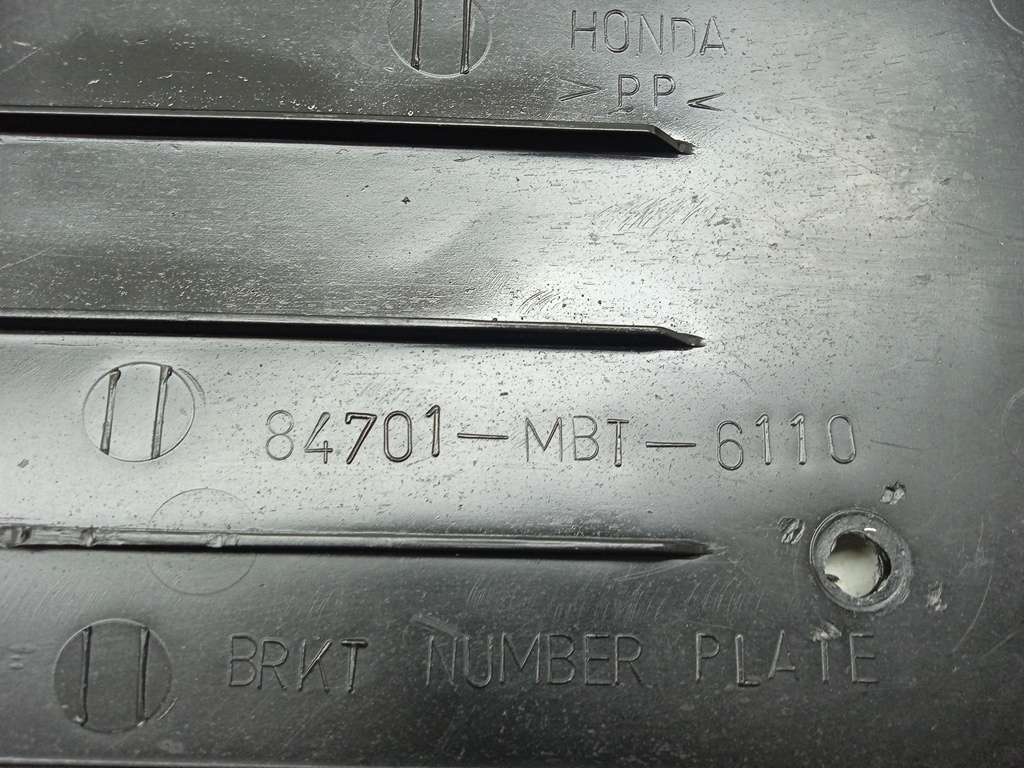 HONDA
>PP<
84701-MBT-6110
BRKT NUMBER PLATE